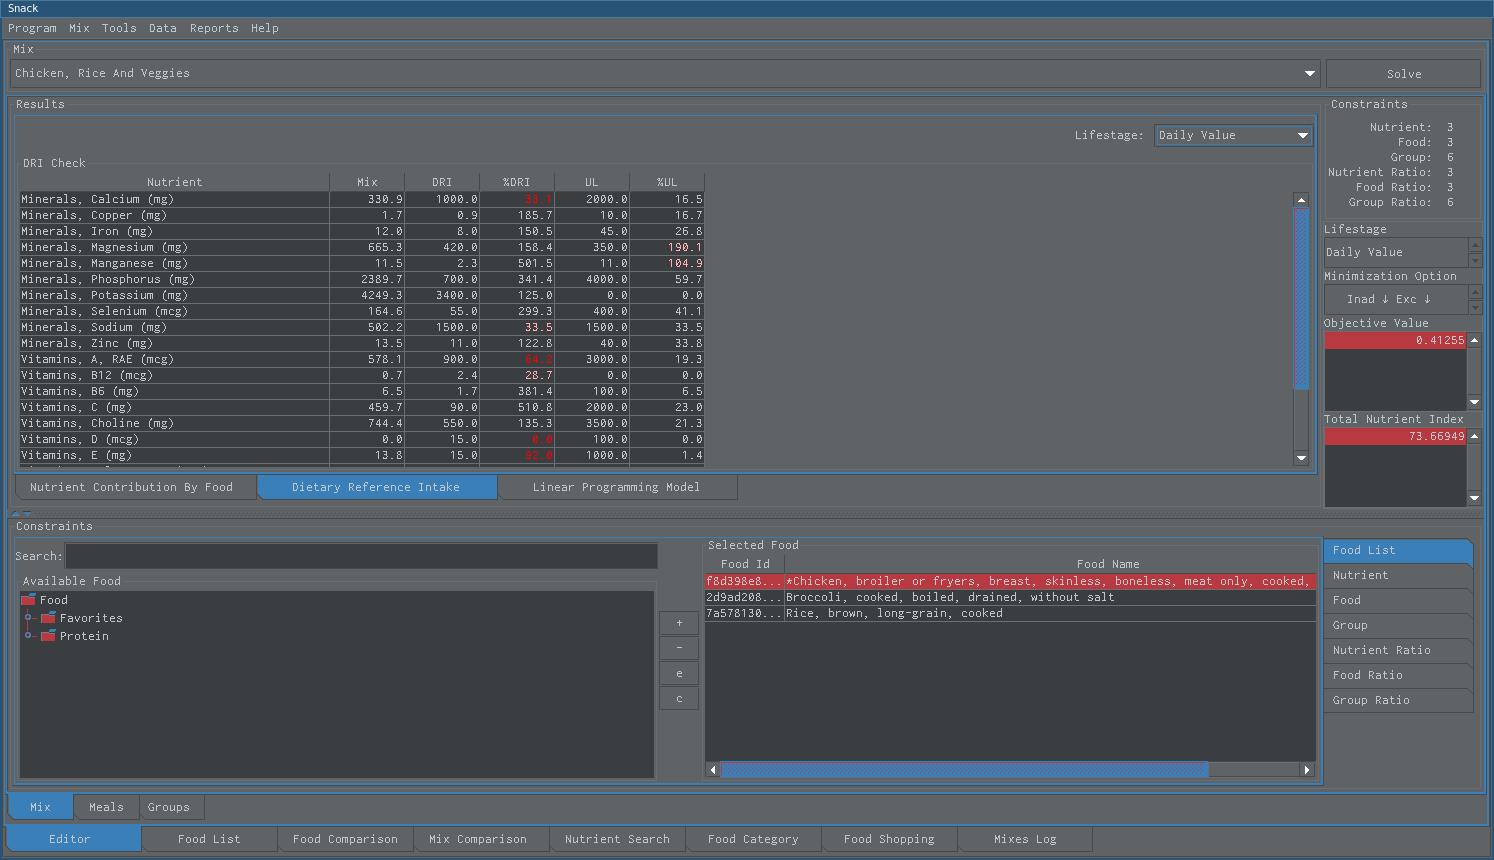 Snack
Program Mix Tools Data Reports Help
Mix
Chicken, Rice And Veggies
Solve
Results
Lifestage: Daily Value
DRI Check
Nutrient Mix DRI %DRI UL %UL
Minerals, Calcium (mg) 330.9 1000.0 33.1 2000.0 16.5
Minerals, Copper (mg) 1.7 0.9 185.7 10.0 16.7
Minerals, Iron (mg) 12.0 8.0 150.5 45.0 26.8
Minerals, Magnesium (mg) 665.3 420.0 158.4 350.0 190.1
Minerals, Manganese (mg) 11.5 2.3 501.5 11.0 104.9
Minerals, Phosphorus (mg) 2389.7 700.0 341.4 4000.0 59.7
Minerals, Potassium (mg) 4249.3 3400.0 125.0 0.0 0.0
Minerals, Selenium (mcg) 164.6 55.0 299.3 400.0 41.1
Minerals, Sodium (mg) 502.2 1500.0 33.5 1500.0 33.5
Minerals, Zinc (mg) 13.5 11.0 122.8 40.0 33.8
Vitamins, A, RAE (mcg) 578.1 900.0 64.2 3000.0 19.3
Vitamins, B12 (mcg) 0.7 2.4 28.7 0.0 0.0
Vitamins, B6 (mg) 6.5 1.7 381.4 100.0 6.5
Vitamins, C (mg) 459.7 90.0 510.8 2000.0 23.0
Vitamins, Choline (mg) 744.4 550.0 135.3 3500.0 21.3
Vitamins, D (mcg) 0.0 15.0 0.0 100.0 0.0
Vitamins, E (mg) 13.8 15.0 92.0 1000.0 1.4
Nutrient Contribution By Food Dietary Reference Intake Linear Programming Model
Constraints
Nutrient: 3
Food: 3
Group: 6
Nutrient Ratio: 3
Food Ratio: 3
Group Ratio: 6
Lifestage
Daily Value
Minimization Option
Inad ↓ Exc ↓
Objective Value
0.41255
Total Nutrient Index
73.66949
Constraints
Search:
Available Food
Food
Favorites
Protein
+
-
e
c
Selected Food
Food Id Food Name
f8d398e8... *Chicken, broiler or fryers, breast, skinless, boneless, meat only, cooked,
2d9ad208... Broccoli, cooked, boiled, drained, without salt
7a578130... Rice, brown, long-grain, cooked
Food List
Nutrient
Food
Group
Nutrient Ratio
Food Ratio
Group Ratio
Mix Meals Groups
Editor Food List Food Comparison Mix Comparison Nutrient Search Food Category Food Shopping Mixes Log